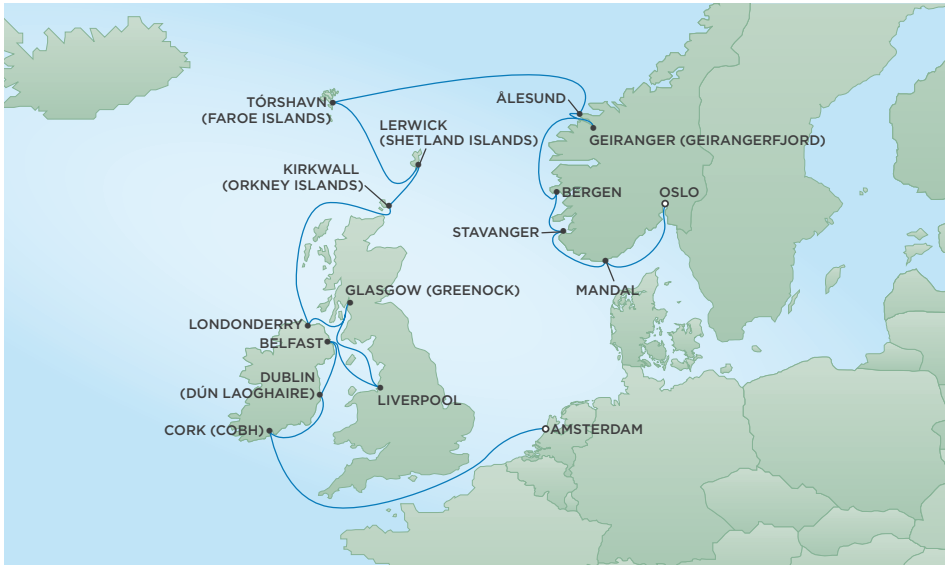 ÅLESUND
TÓRSHAVN
(FAROE ISLANDS)
LERWICK
(SHETLAND ISLANDS)
GEIRANGER (GEIRANGERFJORD)
KIRKWALL
(ORKNEY ISLANDS)
BERGEN
OSLO
STAVANGER
MANDAL
GLASGOW (GREENOCK)
LONDONDERRY
BELFAST
DUBLIN
(DÚN LAOGHAIRE)
LIVERPOOL
CORK (COBH)
AMSTERDAM